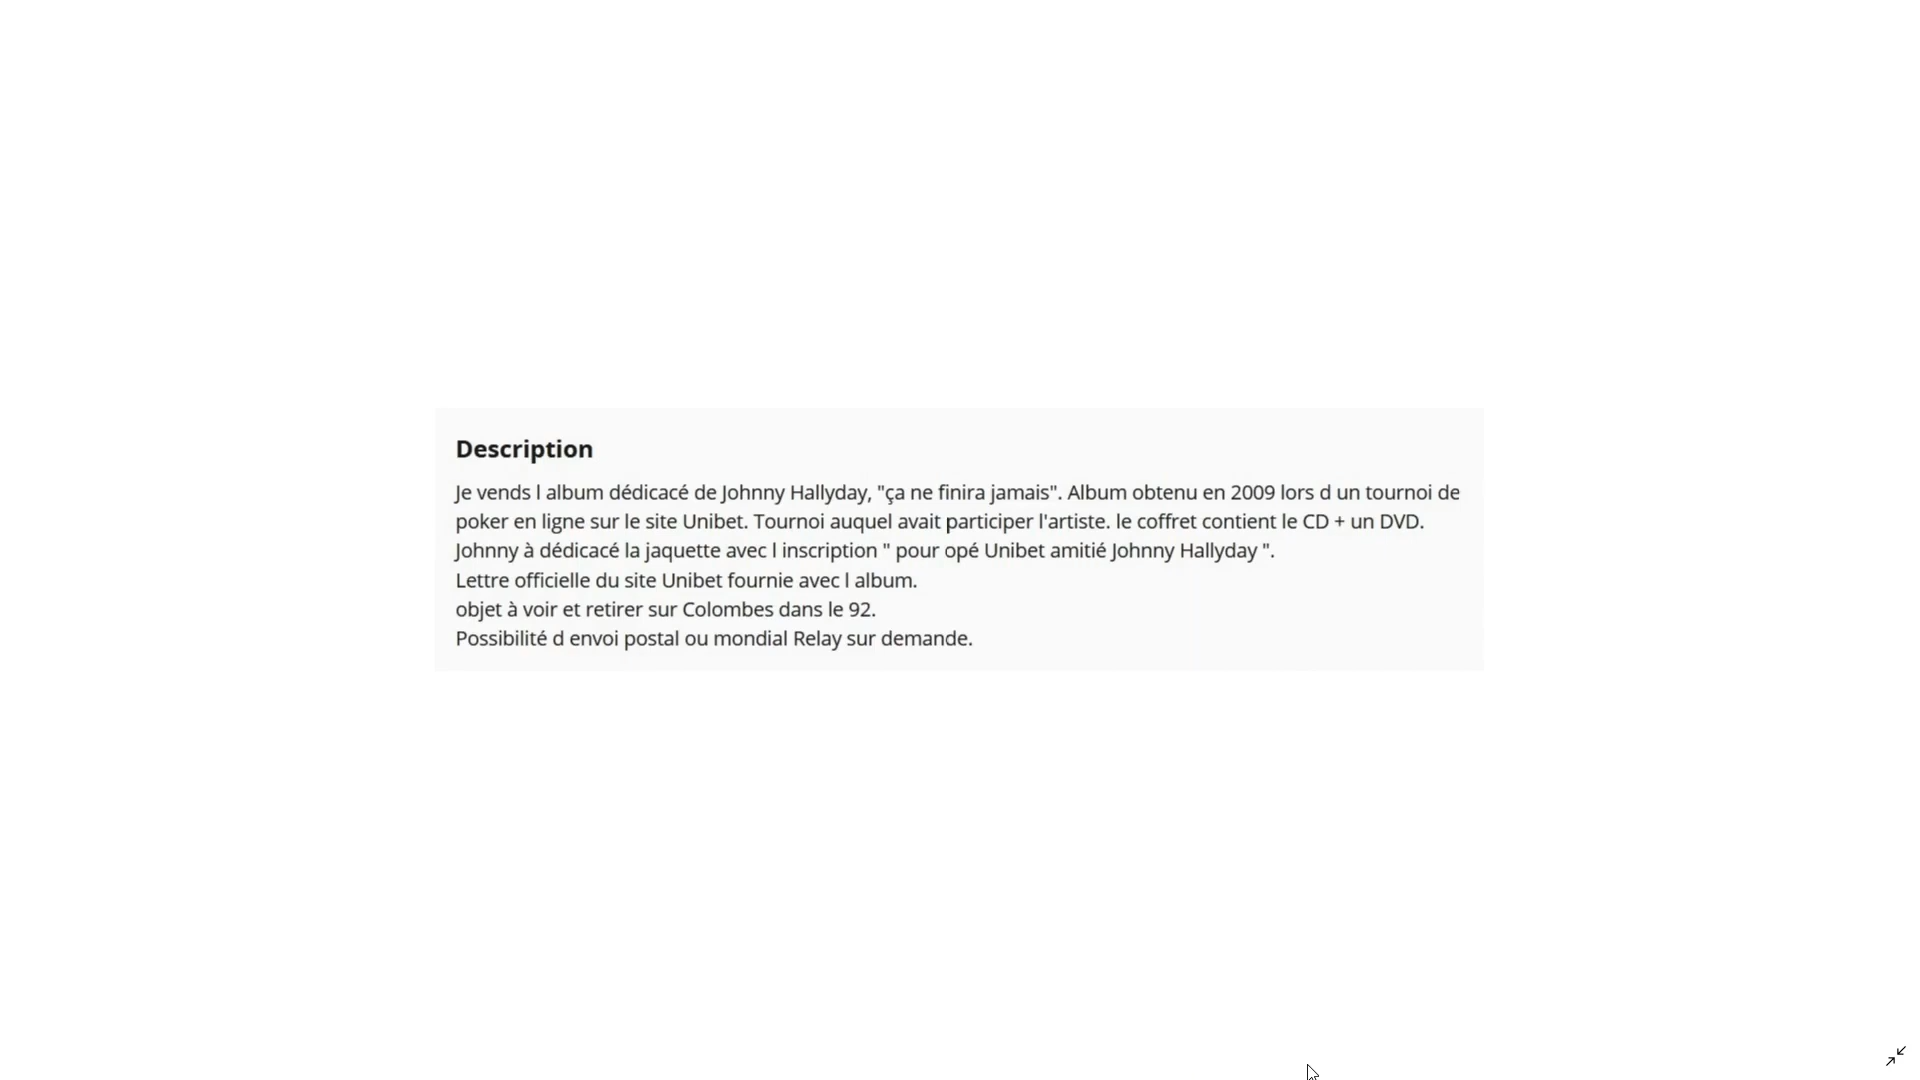 Description
Je vends l album dédicacé de Johnny Hallyday, "ça ne finira jamais". Album obtenu en 2009 lors d un tournoi de
poker en ligne sur le site Unibet. Tournoi auquel avait participer l'artiste. le coffret contient le CD + un DVD.
Johnny à dédicacé la jaquette avec l inscription " pour opé Unibet amitié Johnny Hallyday ".
Lettre officielle du site Unibet fournie avec l album.
objet à voir et retirer sur Colombes dans le 92.
Possibilité d envoi postal ou mondial Relay sur demande.